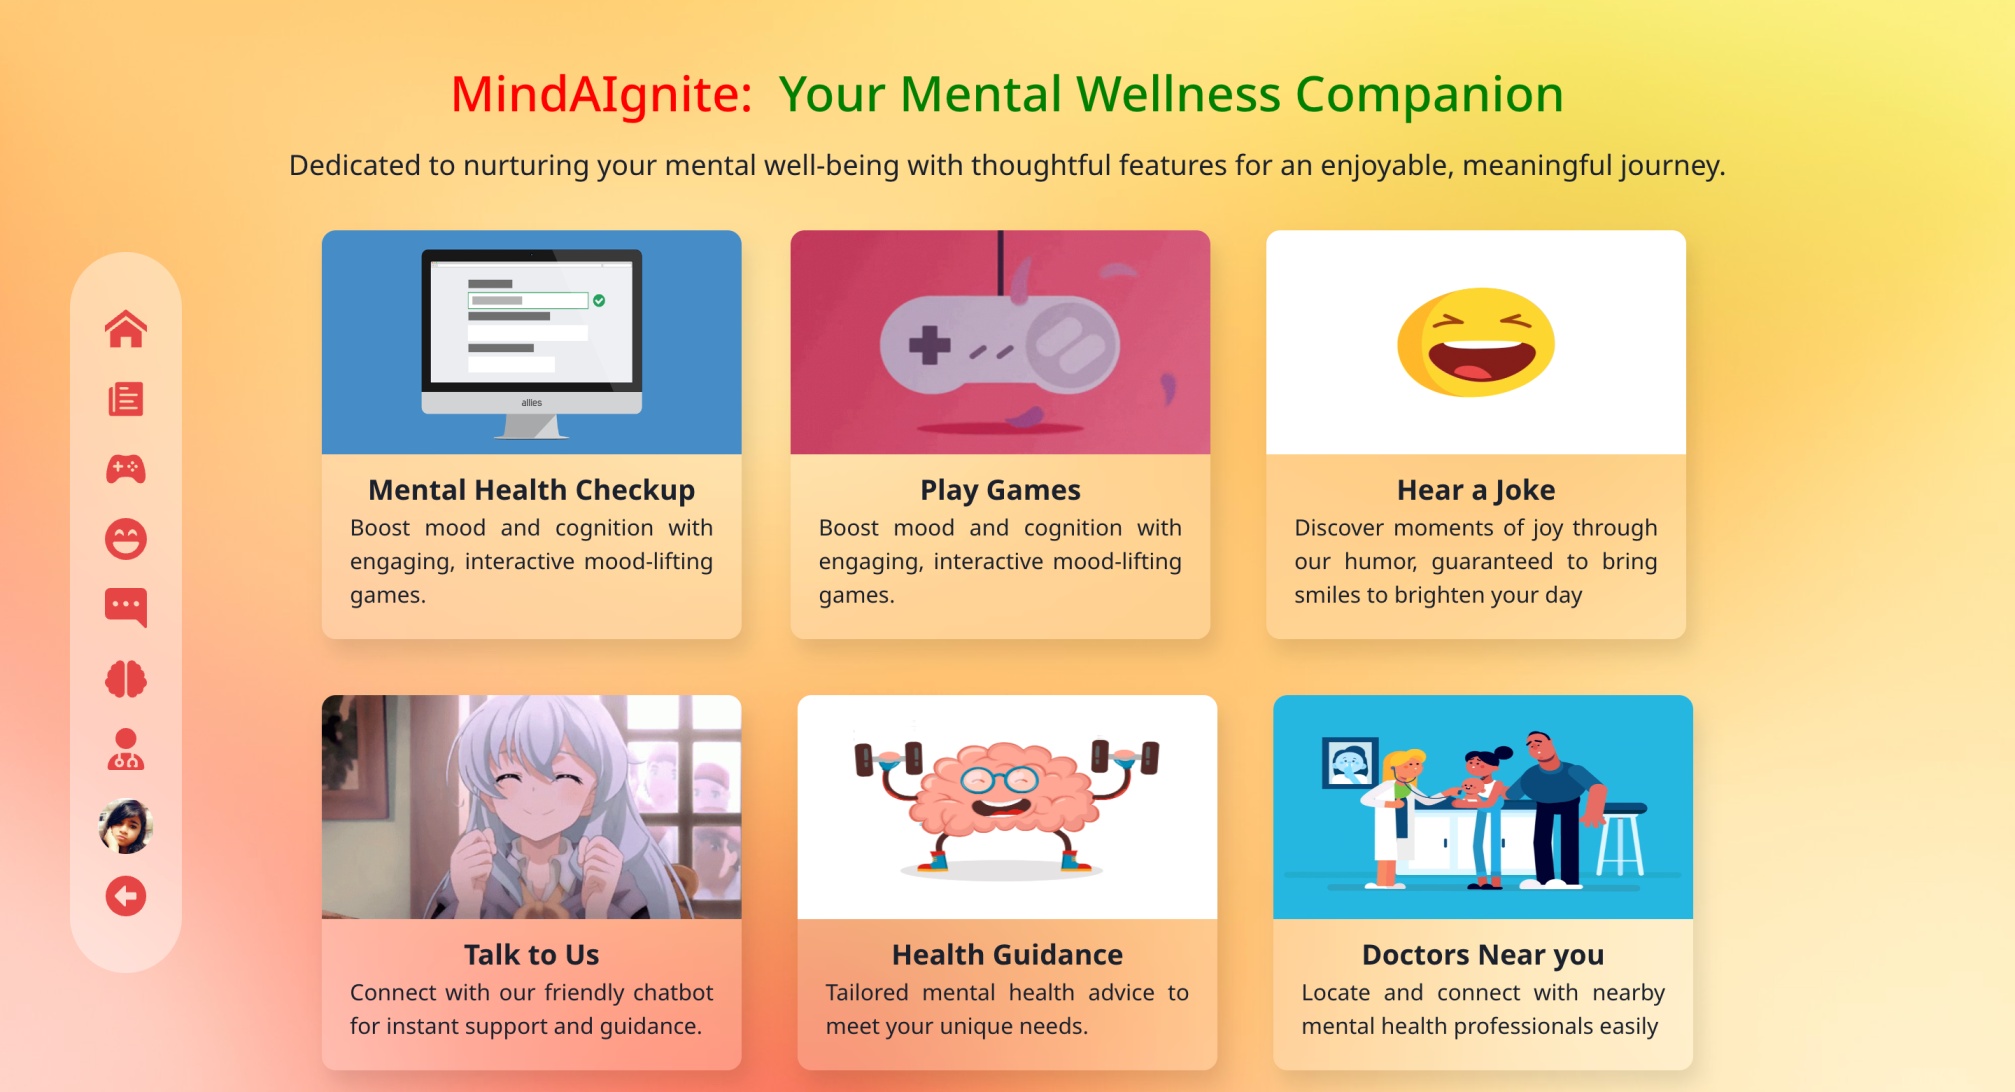 MindAIgnite: Your Mental Wellness Companion
Dedicated to nurturing your mental well-being with thoughtful features for an enjoyable, meaningful journey.
allies
Mental Health Checkup
Boost mood and cognition with
engaging, interactive mood-lifting
games.
Play Games
Boost mood and cognition with
engaging, interactive mood-lifting
games.
Hear a Joke
Discover moments of joy through
our humor, guaranteed to bring
smiles to brighten your day
Talk to Us
Connect with our friendly chatbot
for instant support and guidance.
Health Guidance
Tailored mental health advice to
meet your unique needs.
Doctors Near you
Locate and connect with nearby
mental health professionals easily